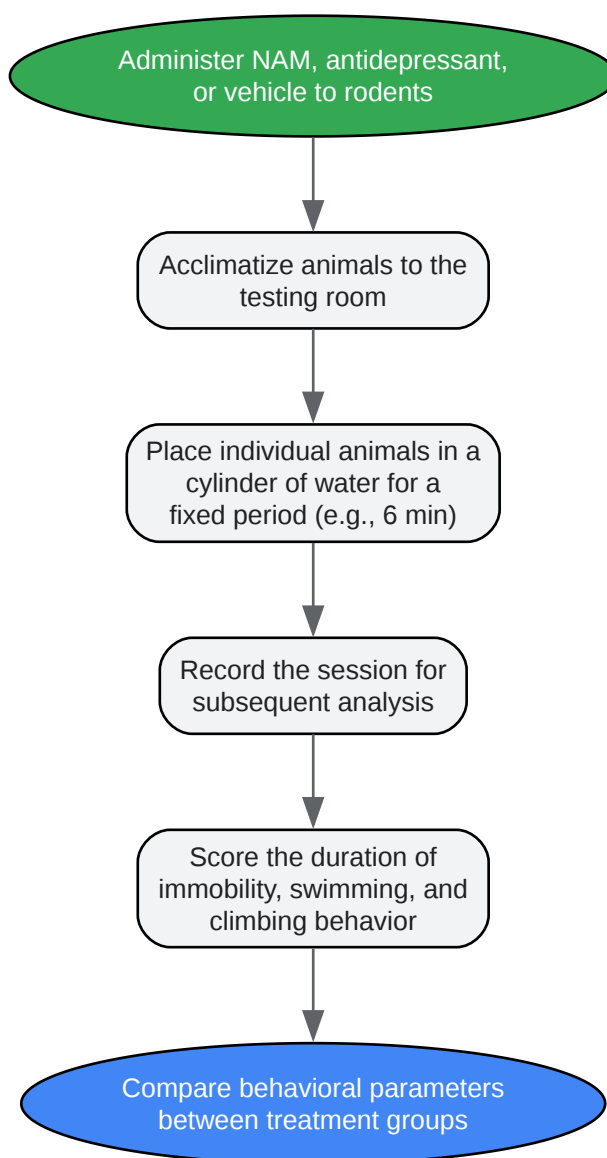 Administer NAM, antidepressant,
or vehicle to rodents
Acclimatize animals to the
testing room
Place individual animals in a
cylinder of water for a
fixed period (e.g., 6 min)
Record the session for
subsequent analysis
Score the duration of
immobility, swimming, and
climbing behavior
Compare behavioral parameters
between treatment groups